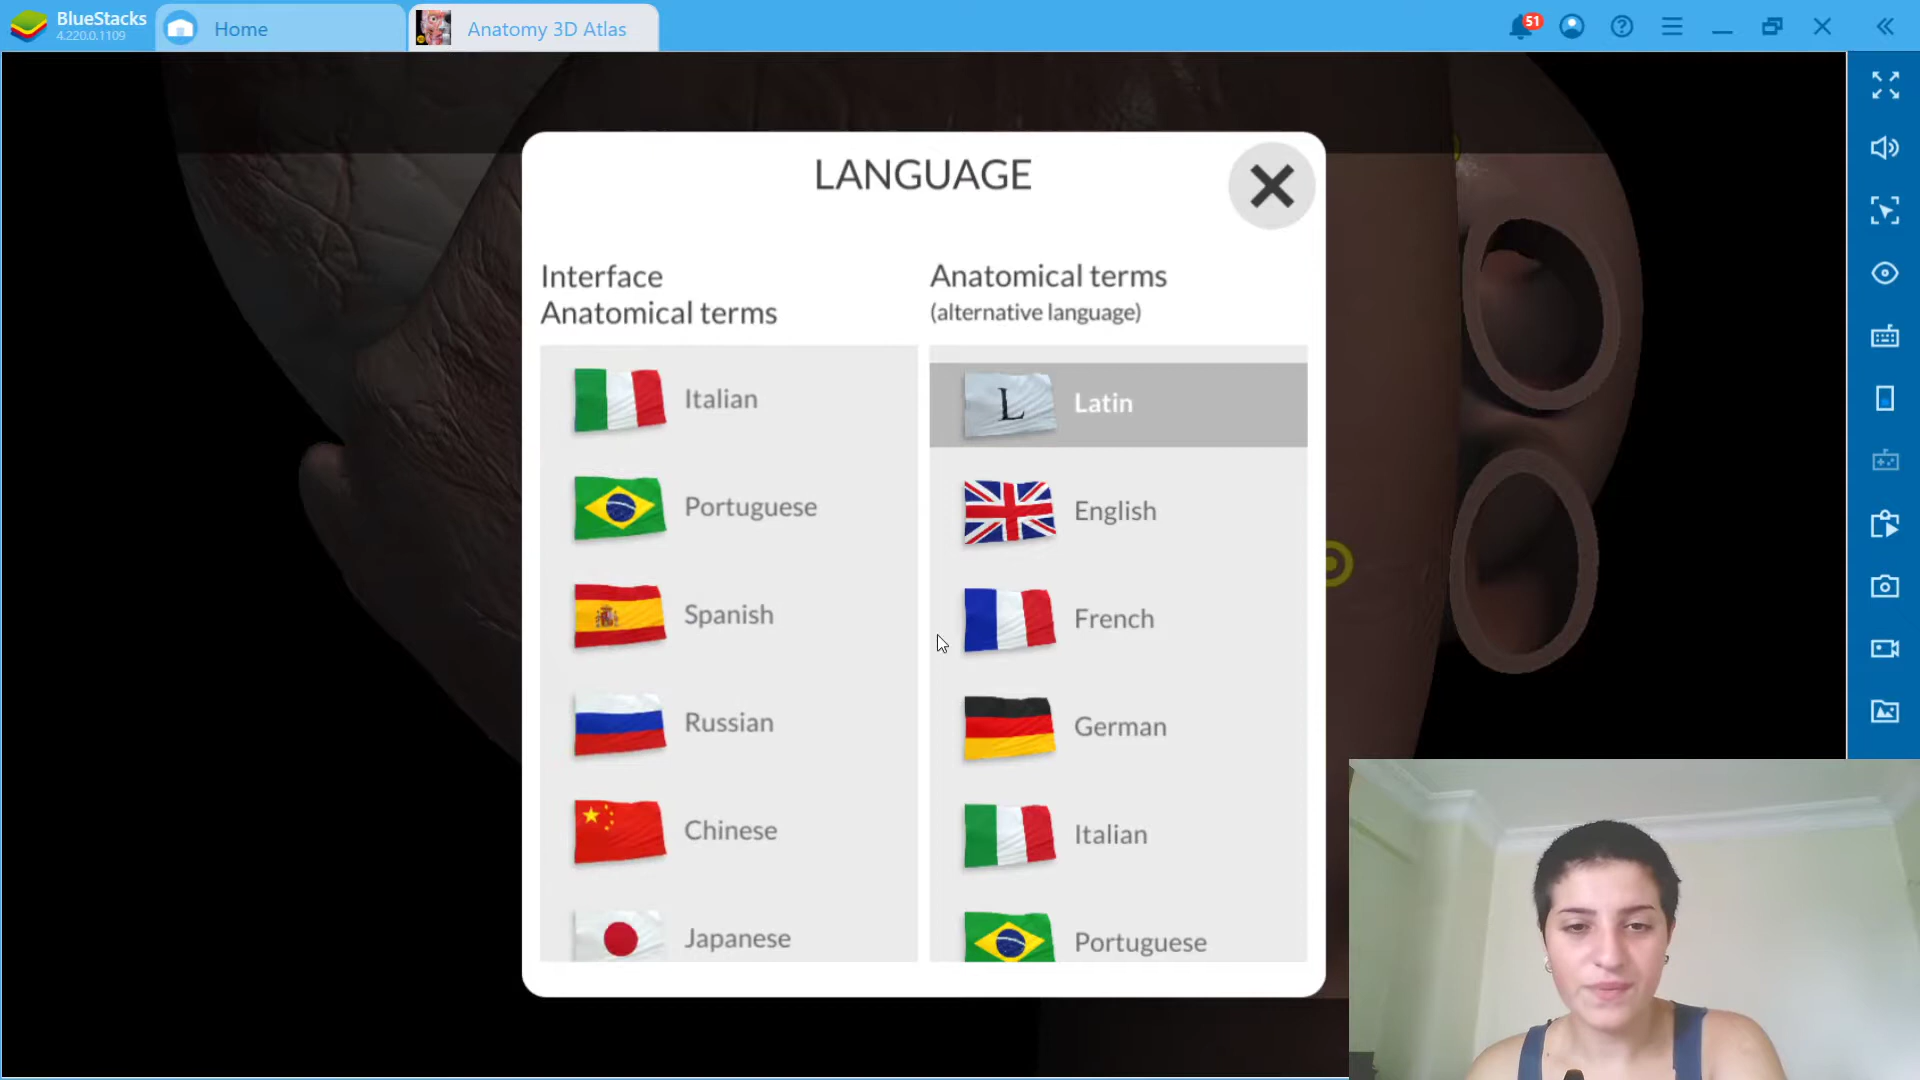 BlueStacks
4.220.0.1109
Home
Anatomy 3D Atlas
51
LANGUAGE
Interface
Anatomical terms
Italian
Portuguese
Spanish
Russian
Chinese
Japanese
Anatomical terms
(alternative language)
L
Latin
English
French
German
Italian
Portuguese